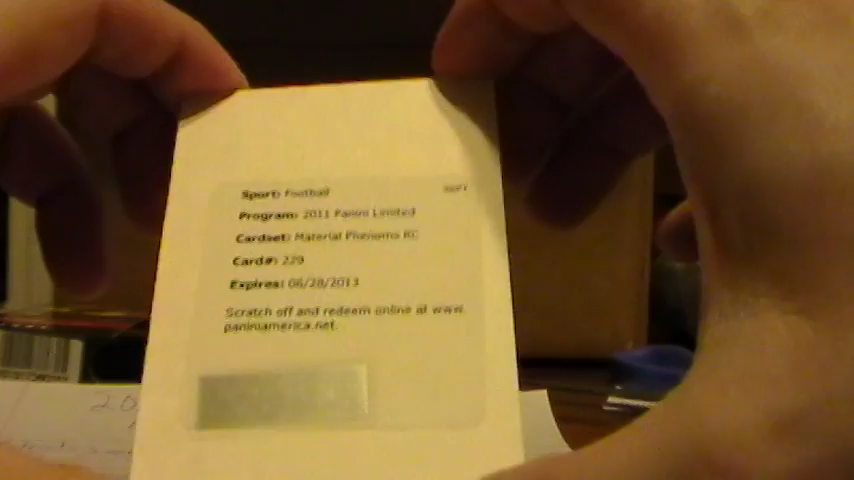 Sport: Football
Program: 2011 Panini Limited
Cardset: Material Phenoms RC
Card#: 229
Expires: 06/28/2013
Scratch off and redeem online at www.
paniniamerica.net.
20